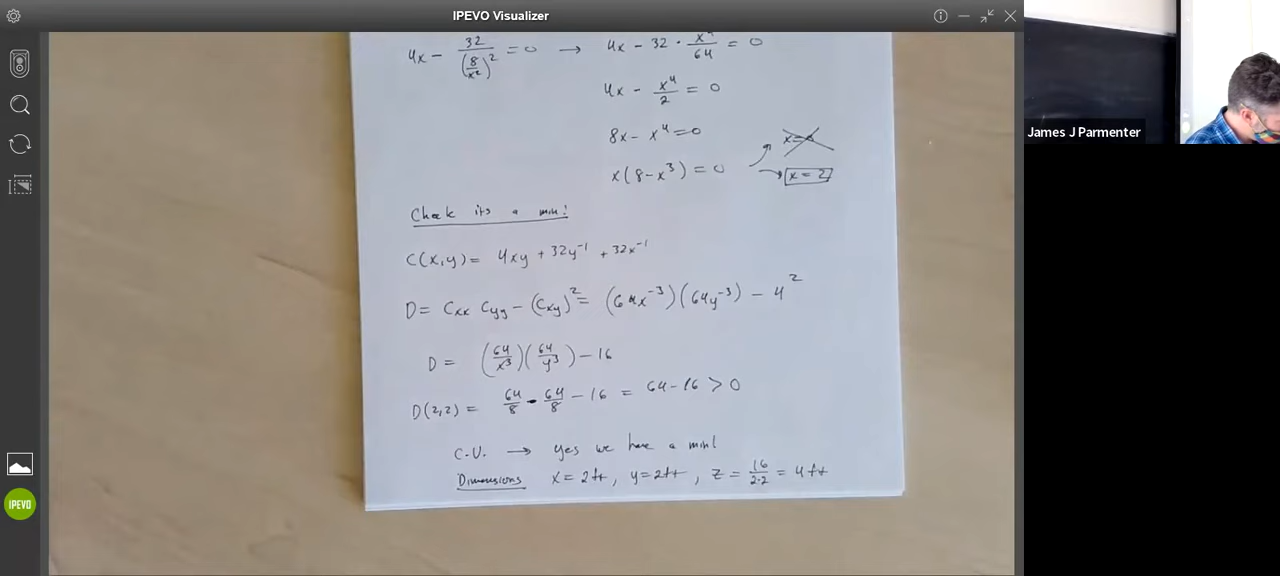 IPEVO Visualizer
4x - 32/(8/x²)² = 0 → 4x - 32 · x⁴/64 = 0
4x - x⁴/2 = 0
8x - x⁴ = 0
x(8-x³) = 0
x = 2
Check its a min!
C(x,y) = 4xy + 32y⁻¹ + 32x⁻¹
D = Cxx Cyy - (Cxy)² = (64x⁻³)(64y⁻³) - 4²
D = (64/x³)(64/y³) - 16
D(2,2) = 64/8 · 64/8 - 16 = 64-16 > 0
C.U. → yes we have a min!
Dimensions x = 2ft, y = 2ft, z = 16/2·2 = 4ft
James J Parmenter
IPEVO